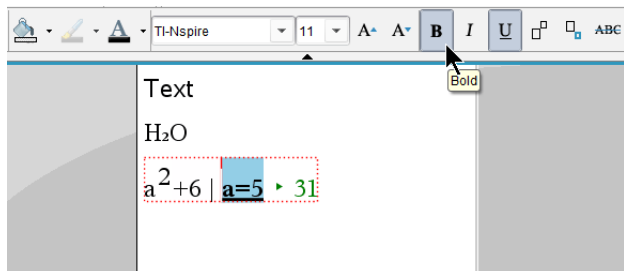 A TI-Nspire 11 A A B I U ABC
Bold
Text
H₂O
a²+6 | a=5 ▸ 31